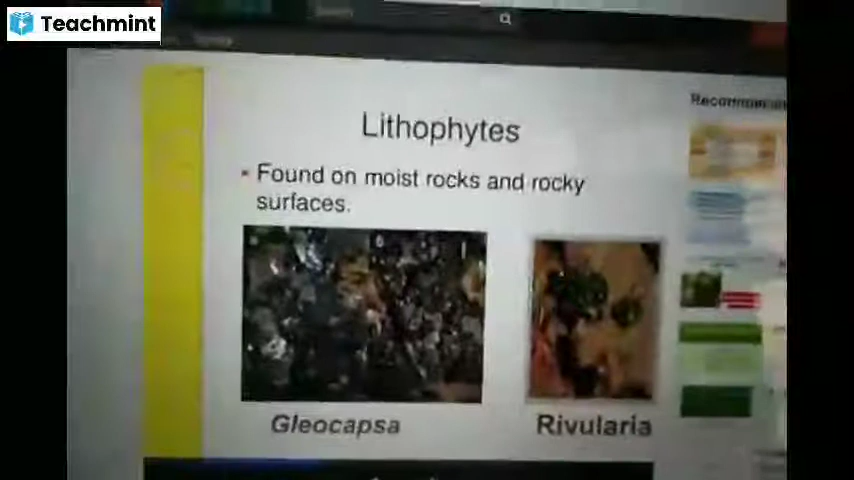 Teachmint
Lithophytes
Found on moist rocks and rocky
surfaces.
Gleocapsa
Rivularia